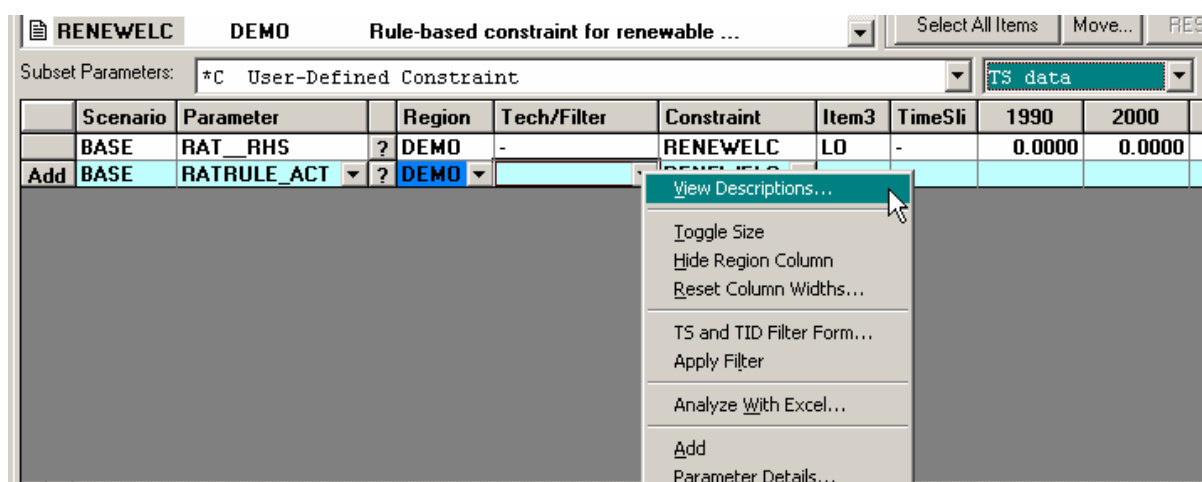 RENEWELC DEMO Rule-based constraint for renewable ... Select All Items Move... RES
Subset Parameters: *C User-Defined Constraint TS data
Scenario Parameter Region Tech/Filter Constraint Item3 TimeSli 1990 2000
BASE RAT__RHS ? DEMO - RENEWELC LO - 0.0000 0.0000
Add BASE RATRULE_ACT ? DEMO
View Descriptions...
Toggle Size
Hide Region Column
Reset Column Widths...
TS and TID Filter Form...
Apply Filter
Analyze With Excel...
Add
Parameter Details...